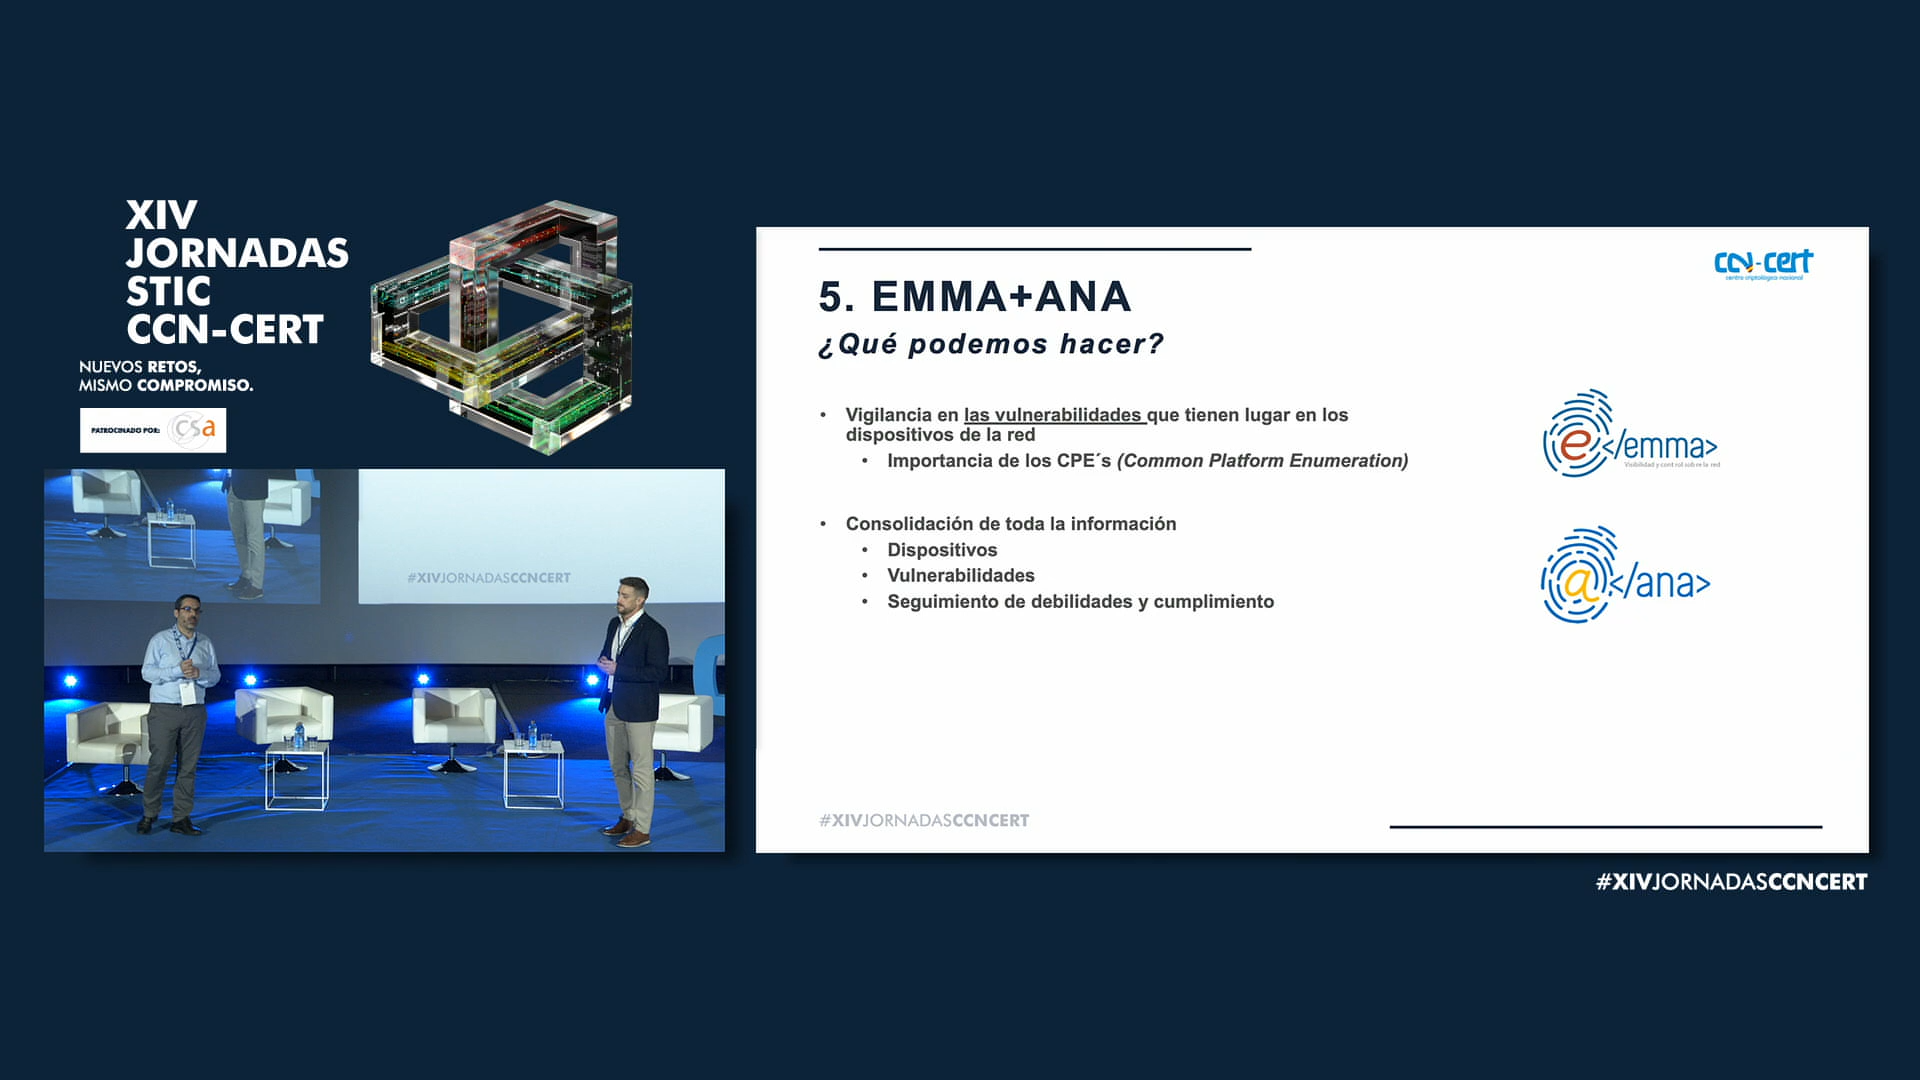 XIV
JORNADAS
STIC
CCN-CERT
NUEVOS RETOS,
MISMO COMPROMISO.
PATROCINADO POR:
csa
#XIVJORNADASCCNCERT
ccn-cert
centro criptológico nacional
5. EMMA+ANA
¿Qué podemos hacer?
• Vigilancia en las vulnerabilidades que tienen lugar en los
dispositivos de la red
• Importancia de los CPE´s (Common Platform Enumeration)
• Consolidación de toda la información
• Dispositivos
• Vulnerabilidades
• Seguimiento de debilidades y cumplimiento
e</emma>
Visibilidad y control sobre la red
a</ana>
#XIVJORNADASCCNCERT
#XIVJORNADASCCNCERT